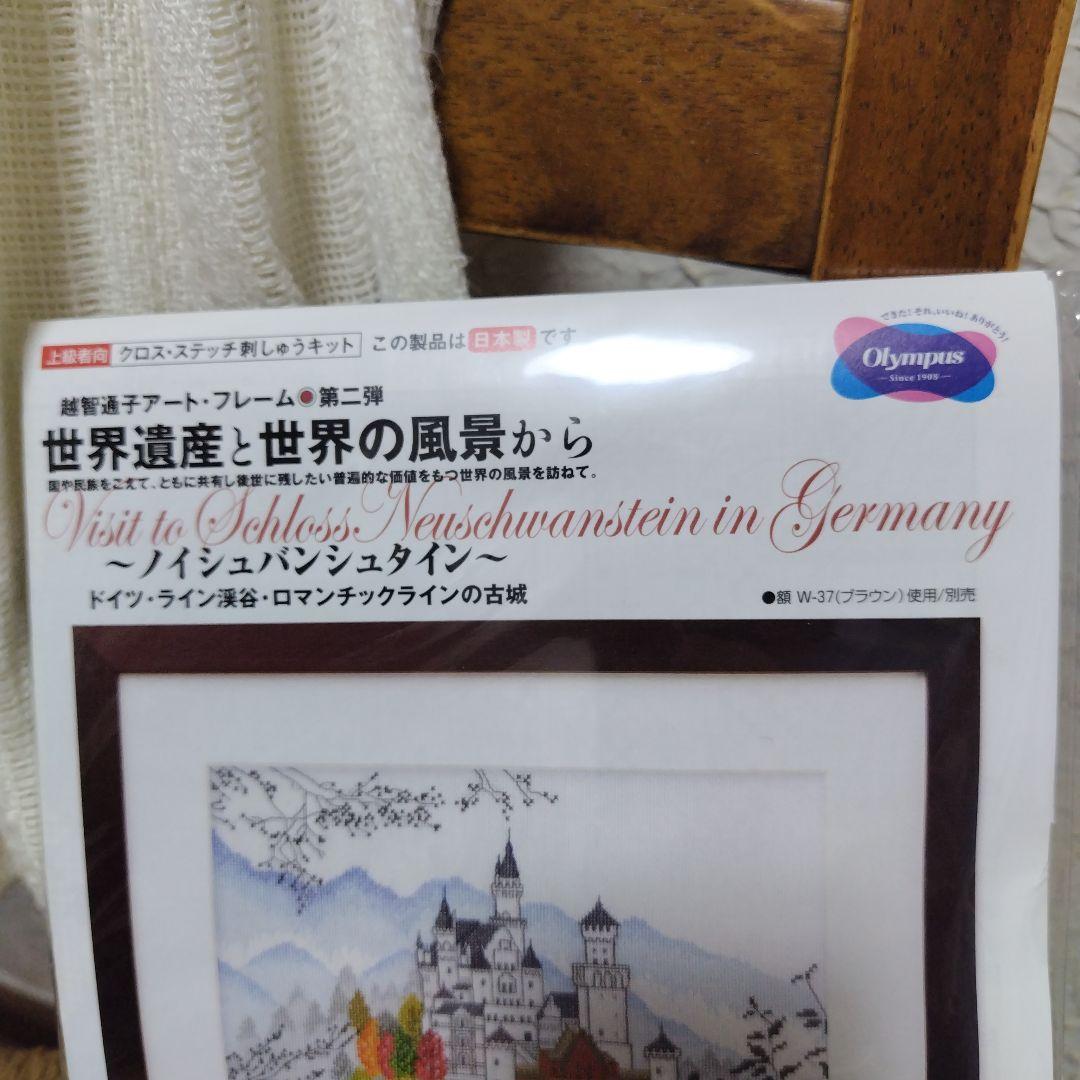 上級者向 クロス・ステッチ刺しゅうキット この製品は 日本製 です
できた!それ、いいね!ありがとう!
Olympus
Since 1908
越智通子アート・フレーム◉第二弾
世界遺産と世界の風景から
国や民族をこえて、ともに共有し後世に残したい普遍的な価値をもつ世界の風景を訪ねて。
Visit to Schloss Neuschwanstein in Germany
～ノイシュバンシュタイン～
ドイツ・ライン渓谷・ロマンチックラインの古城
●額 W-37(ブラウン)使用/別売